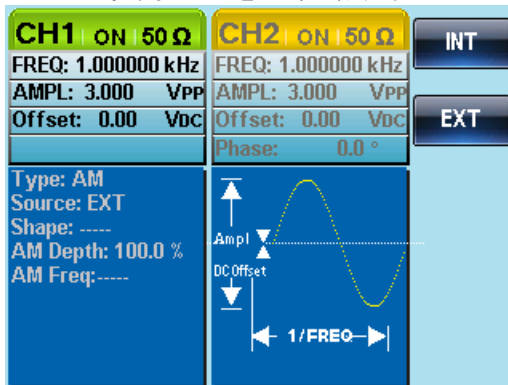 CH1 ON 50 Ω
FREQ: 1.000000 kHz
AMPL: 3.000 VPP
Offset: 0.00 VDC
CH2 ON 50 Ω
FREQ: 1.000000 kHz
AMPL: 3.000 VPP
Offset: 0.00 VDC
Phase: 0.0 °
INT
EXT
Type: AM
Source: EXT
Shape: -----
AM Depth: 100.0 %
AM Freq:-----
Ampl
DC Offset
1/FREQ